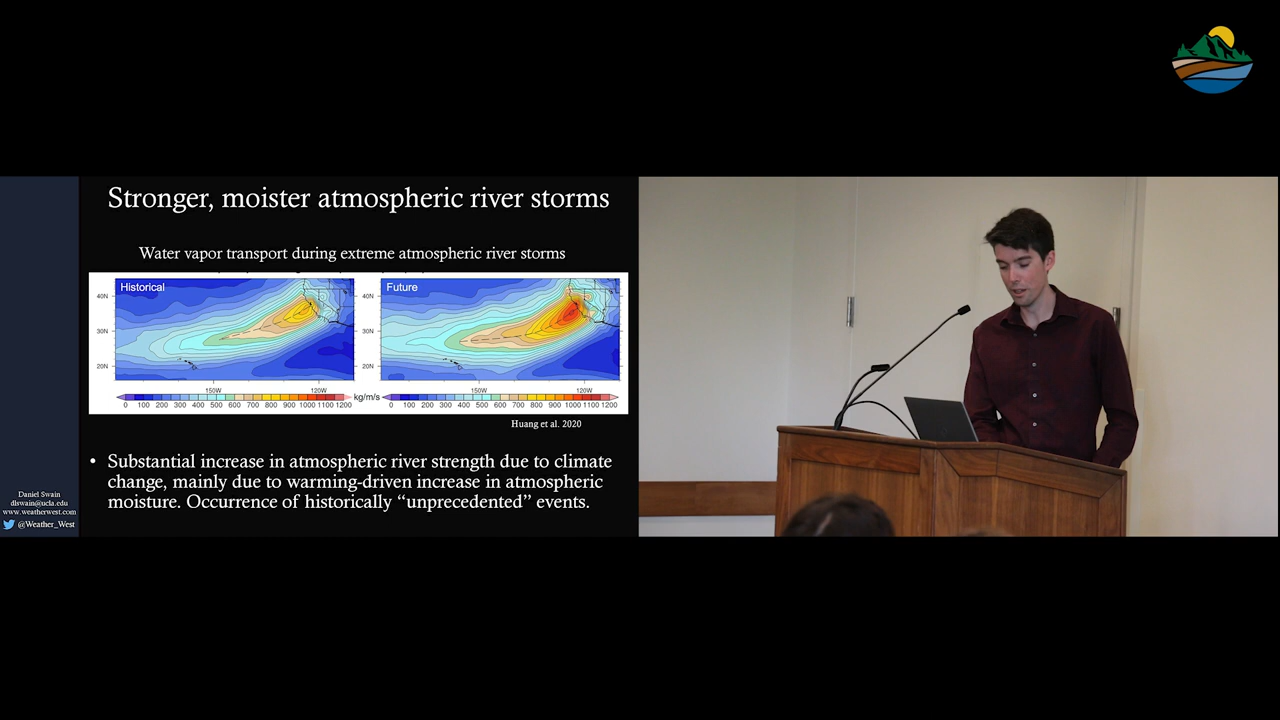 Stronger, moister atmospheric river storms
Water vapor transport during extreme atmospheric river storms
Historical
Future
40N
30N
20N
150W
120W
40N
30N
20N
150W
120W
0 100 200 300 400 500 600 700 800 900 1000 1100 1200
kg/m/s
0 100 200 300 400 500 600 700 800 900 1000 1100 1200
Huang et al. 2020
• Substantial increase in atmospheric river strength due to climate
change, mainly due to warming-driven increase in atmospheric
moisture. Occurrence of historically “unprecedented” events.
Daniel Swain
dlswain@ucla.edu
www.weatherwest.com
@Weather_West